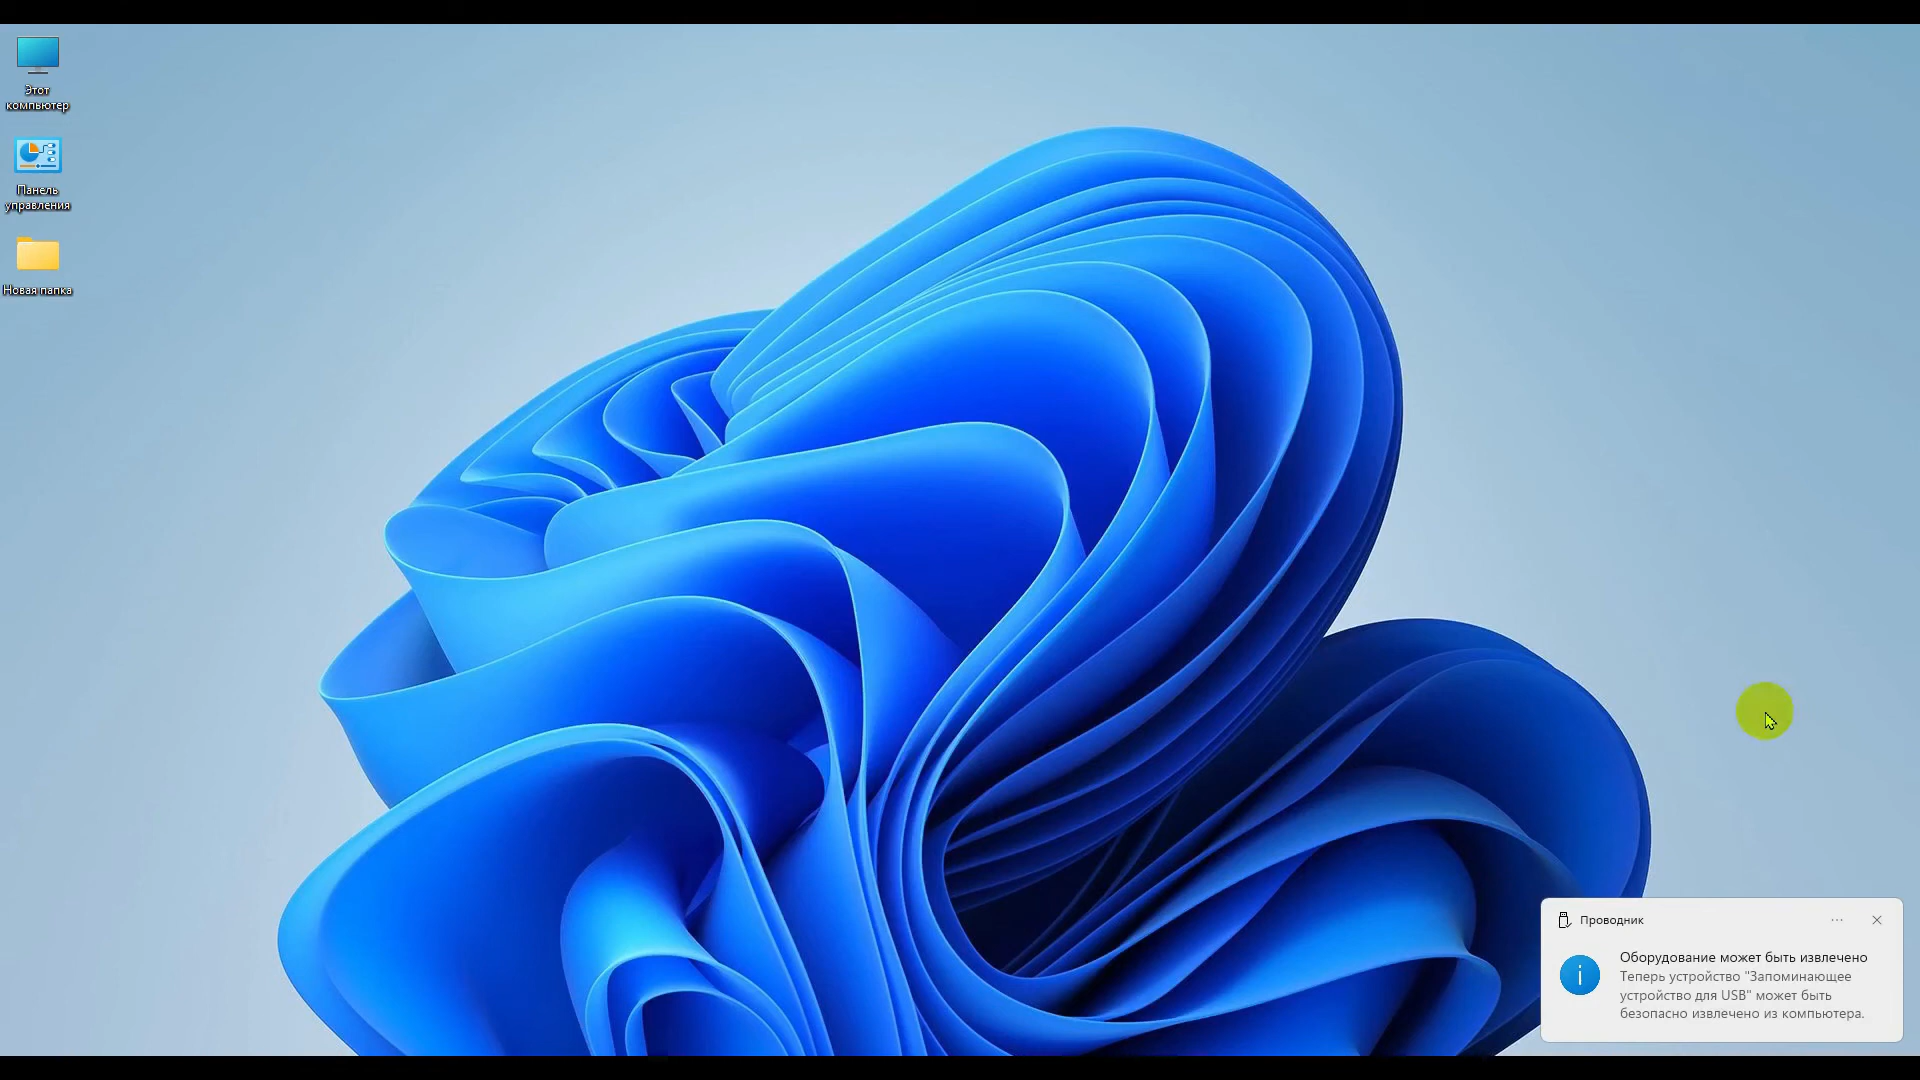 Этот
компьютер
Панель
управления
Новая папка
Проводник
Оборудование может быть извлечено
Теперь устройство "Запоминающее
устройство для USB" может быть
безопасно извлечено из компьютера.